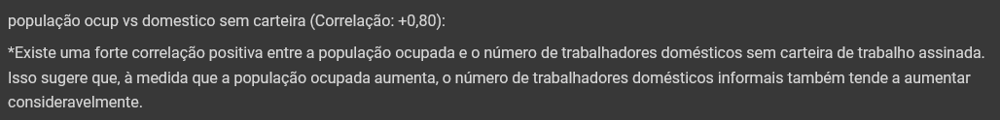 população ocup vs domestico sem carteira (Correlação: +0,80):
*Existe uma forte correlação positiva entre a população ocupada e o número de trabalhadores domésticos sem carteira de trabalho assinada.
Isso sugere que, à medida que a população ocupada aumenta, o número de trabalhadores domésticos informais também tende a aumentar
consideravelmente.